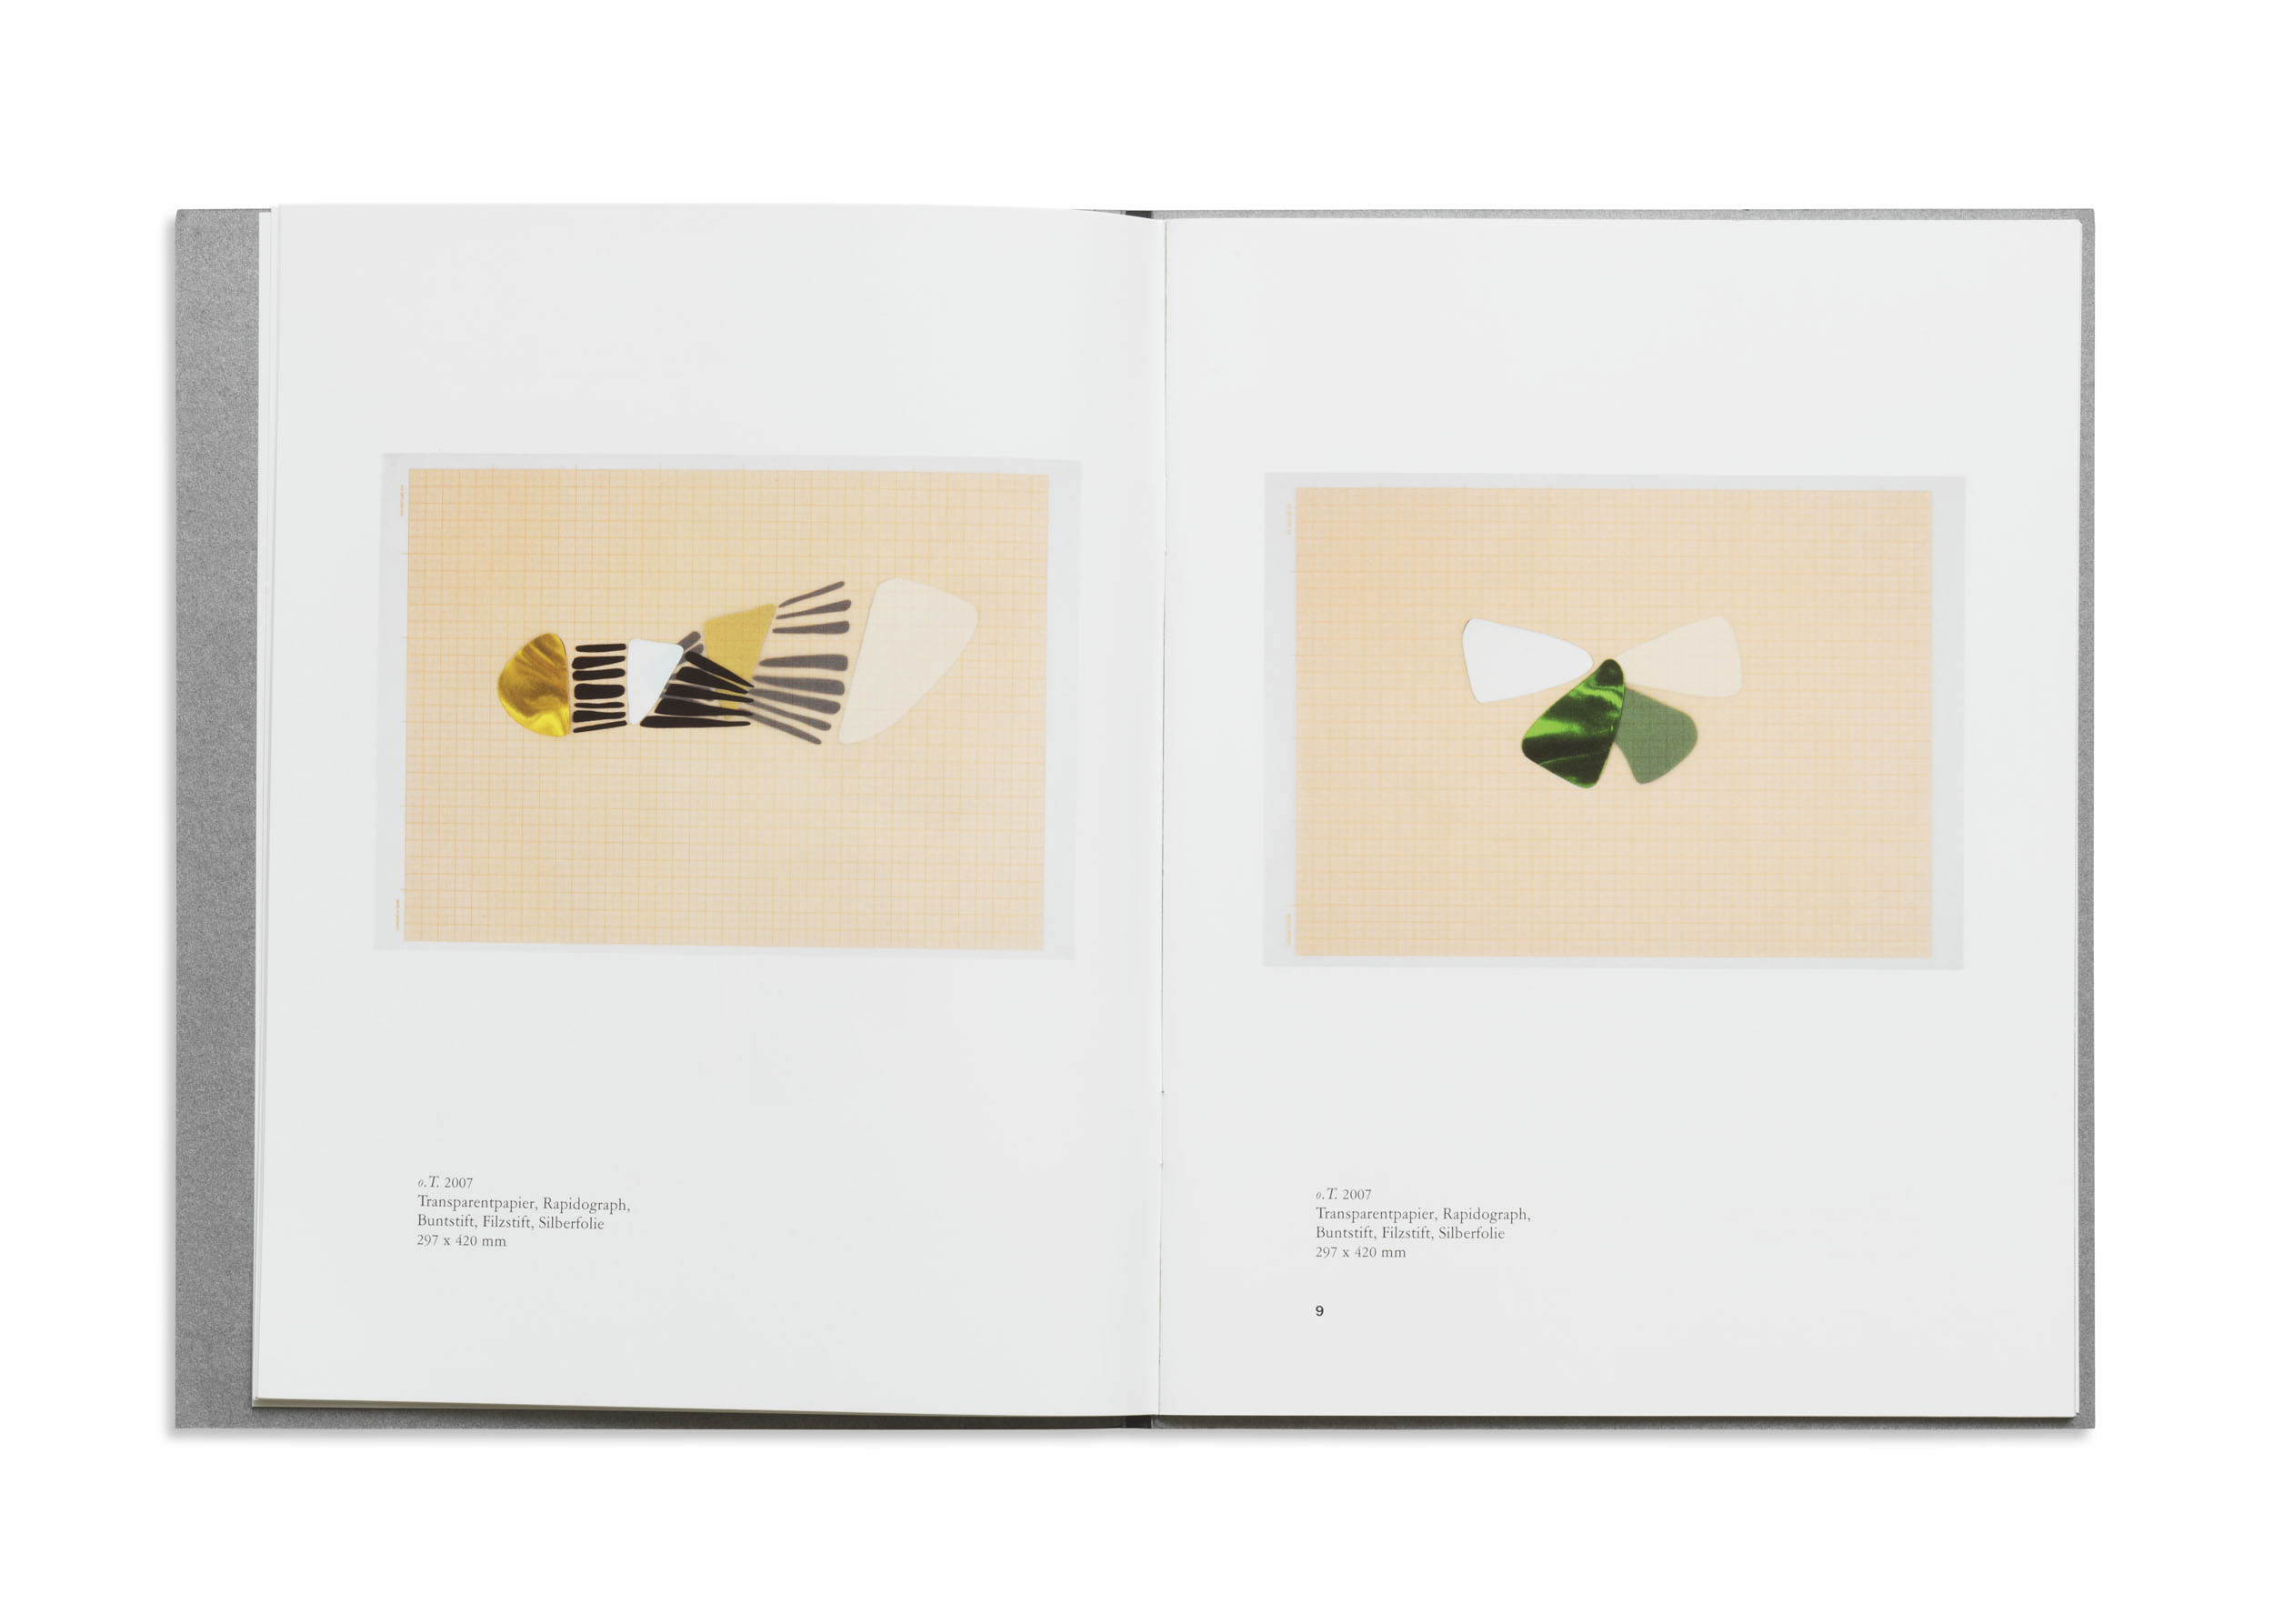 o.T. 2007
Transparentpapier, Rapidograph,
Buntstift, Filzstift, Silberfolie
297 x 420 mm
o.T. 2007
Transparentpapier, Rapidograph,
Buntstift, Filzstift, Silberfolie
297 x 420 mm
9